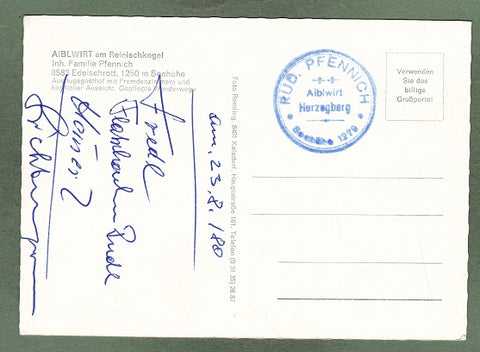 AIBLWIRT am Reinischkogel
Inh. Familie Pfennich
8583 Edelschrott, 1250 m Seehöhe
Ausflugsgasthof mit Fremdenzimmern und
herrlicher Aussicht. Gepflegte Wanderwege
RUB. PFENNICH
Aiblwirt
Herzogberg
Seehöhe 1279
Verwenden
Sie das
billige
Grußporto!
Foto Remling, 8401 Kalsdorf, Hauptstraße 161, Telefon (0 31 35) 28 87
am, 23.8.1980
Friedl